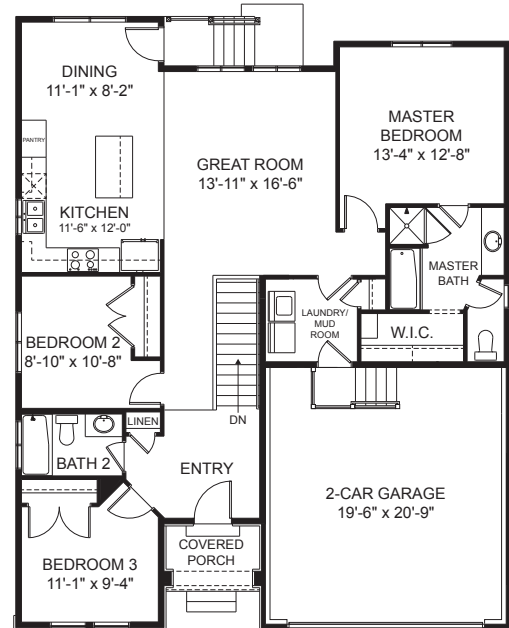 DINING
11'-1" x 8'-2"
MASTER
BEDROOM
13'-4" x 12'-8"
PANTRY
GREAT ROOM
13'-11" x 16'-6"
KITCHEN
11'-6" x 12'-0"
MASTER
BATH
LAUNDRY/
MUD
ROOM
W.I.C.
BEDROOM 2
8'-10" x 10'-8"
DN
LINEN
BATH 2
ENTRY
2-CAR GARAGE
19'-6" x 20'-9"
COVERED
PORCH
BEDROOM 3
11'-1" x 9'-4"